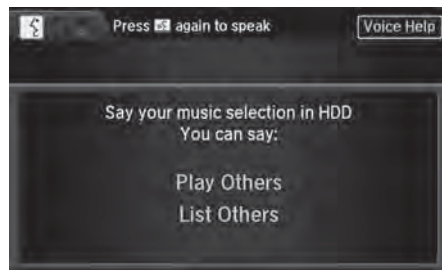 Press again to speak
Voice Help
Say your music selection in HDD
You can say:
Play Others
List Others